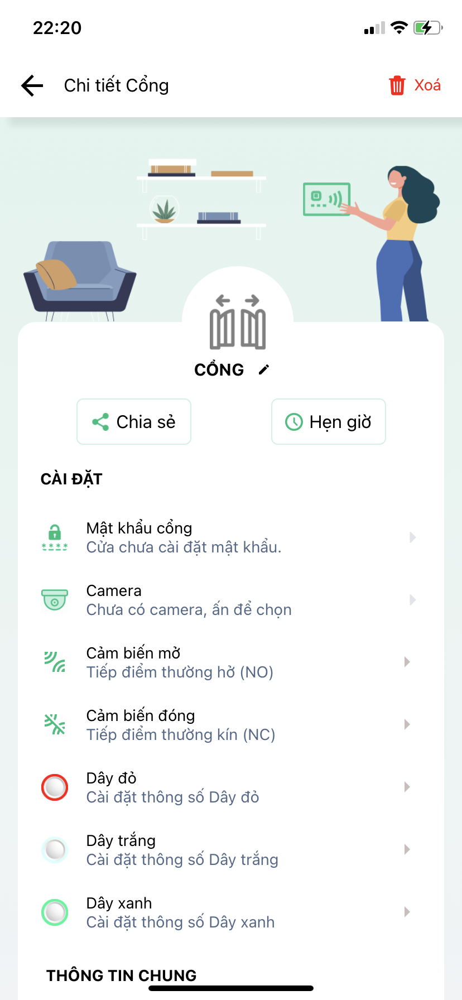 22:20
Chi tiết Cổng
Xoá
CỔNG
Chia sẻ
Hẹn giờ
CÀI ĐẶT
Mật khẩu cổng
Cửa chưa cài đặt mật khẩu.
Camera
Chưa có camera, ấn để chọn
Cảm biến mở
Tiếp điểm thường hở (NO)
Cảm biến đóng
Tiếp điểm thường kín (NC)
Dây đỏ
Cài đặt thông số Dây đỏ
Dây trắng
Cài đặt thông số Dây trắng
Dây xanh
Cài đặt thông số Dây xanh
THÔNG TIN CHUNG